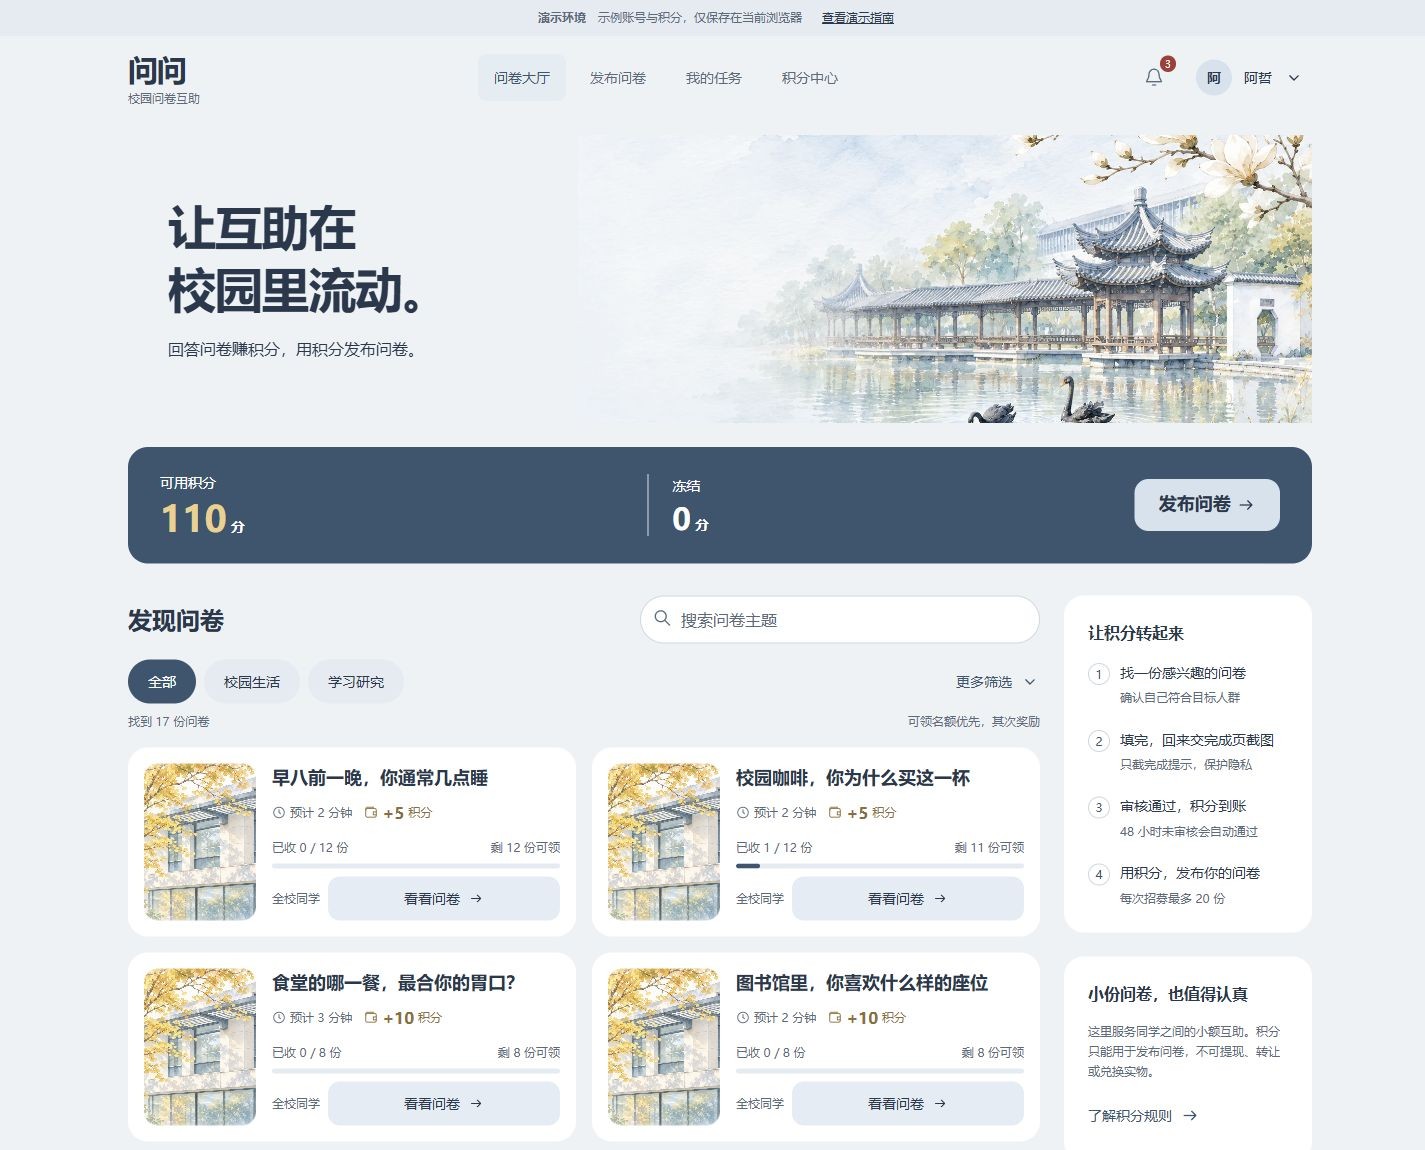 演示环境 示例账号与积分，仅保存在当前浏览器 查看演示指南
问问
校园问卷互助
问卷大厅 发布问卷 我的任务 积分中心
3
阿 阿哲
让互助在
校园里流动。
回答问卷赚积分，用积分发布问卷。
可用积分
110 分
冻结
0 分
发布问卷 →
发现问卷
搜索问卷主题
全部 校园生活 学习研究
更多筛选
找到 17 份问卷
可领名额优先，其次奖励
早八前一晚，你通常几点睡
预计 2 分钟 +5 积分
已收 0 / 12 份 剩 12 份可领
全校同学 看看问卷 →
校园咖啡，你为什么买这一杯
预计 2 分钟 +5 积分
已收 1 / 12 份 剩 11 份可领
全校同学 看看问卷 →
食堂的哪一餐，最合你的胃口？
预计 3 分钟 +10 积分
已收 0 / 8 份 剩 8 份可领
全校同学 看看问卷 →
图书馆里，你喜欢什么样的座位
预计 2 分钟 +10 积分
已收 0 / 8 份 剩 8 份可领
全校同学 看看问卷 →
让积分转起来
1 找一份感兴趣的问卷
确认自己符合目标人群
2 填完，回来交完成页截图
只截完成提示，保护隐私
3 审核通过，积分到账
48 小时未审核会自动通过
4 用积分，发布你的问卷
每次招募最多 20 份
小份问卷，也值得认真
这里服务同学之间的小额互助。积分
只能用于发布问卷，不可提现、转让
或兑换实物。
了解积分规则 →